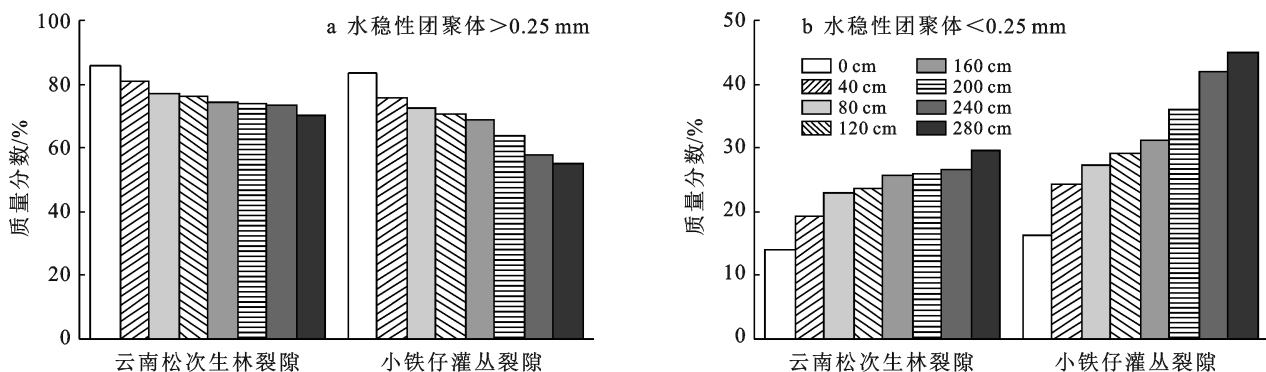 a 水稳性团聚体＞0.25 mm
100
80
60
40
20
0
质量分数/%
云南松次生林裂隙
小铁仔灌丛裂隙
b 水稳性团聚体＜0.25 mm
0 cm
160 cm
40 cm
200 cm
80 cm
240 cm
120 cm
280 cm
50
40
30
20
10
0
质量分数/%
云南松次生林裂隙
小铁仔灌丛裂隙